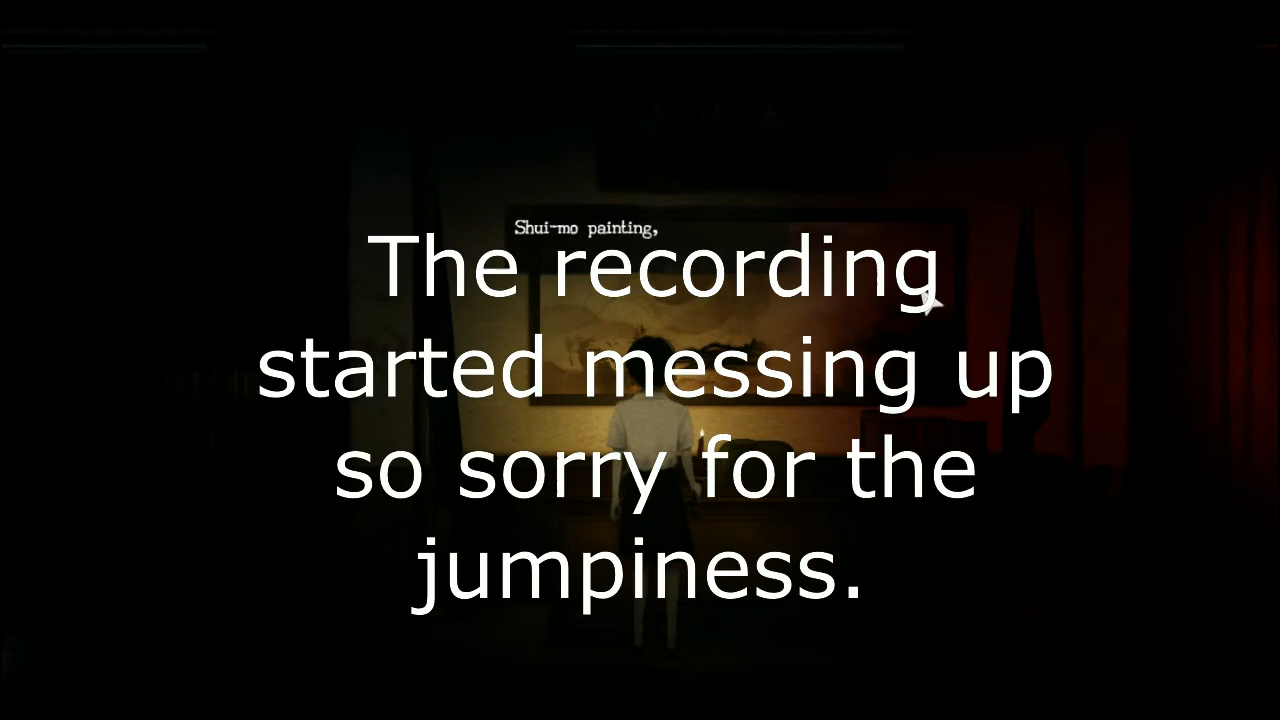 Shui-mo painting,
The recording
started messing up
so sorry for the
jumpiness.